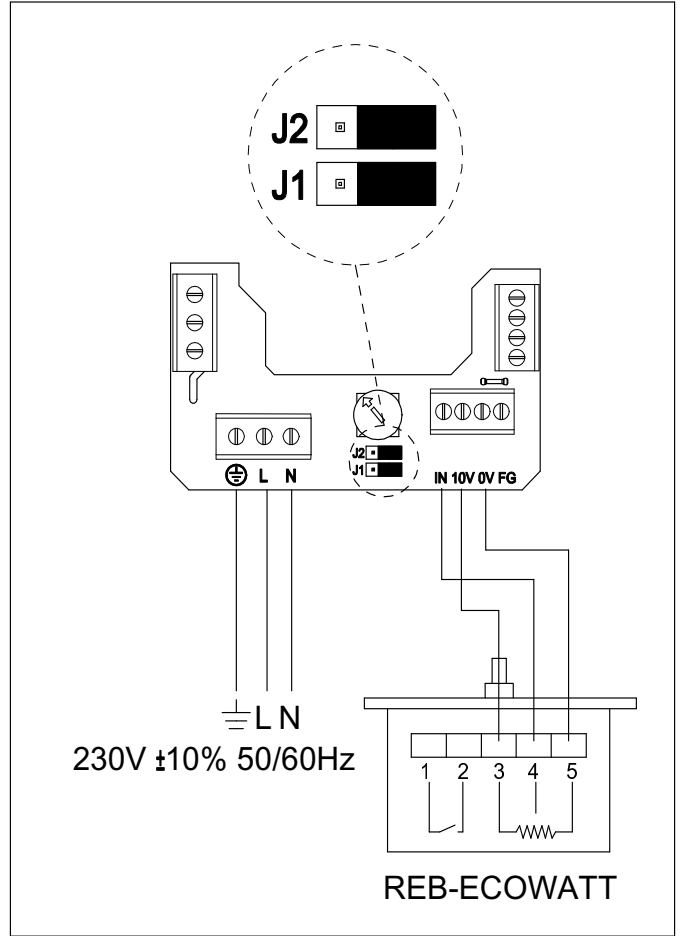 J2
J1
J2
J1
L N
IN 10V 0V FG
L N
230V ±10% 50/60Hz
1 2 3 4 5
REB-ECOWATT